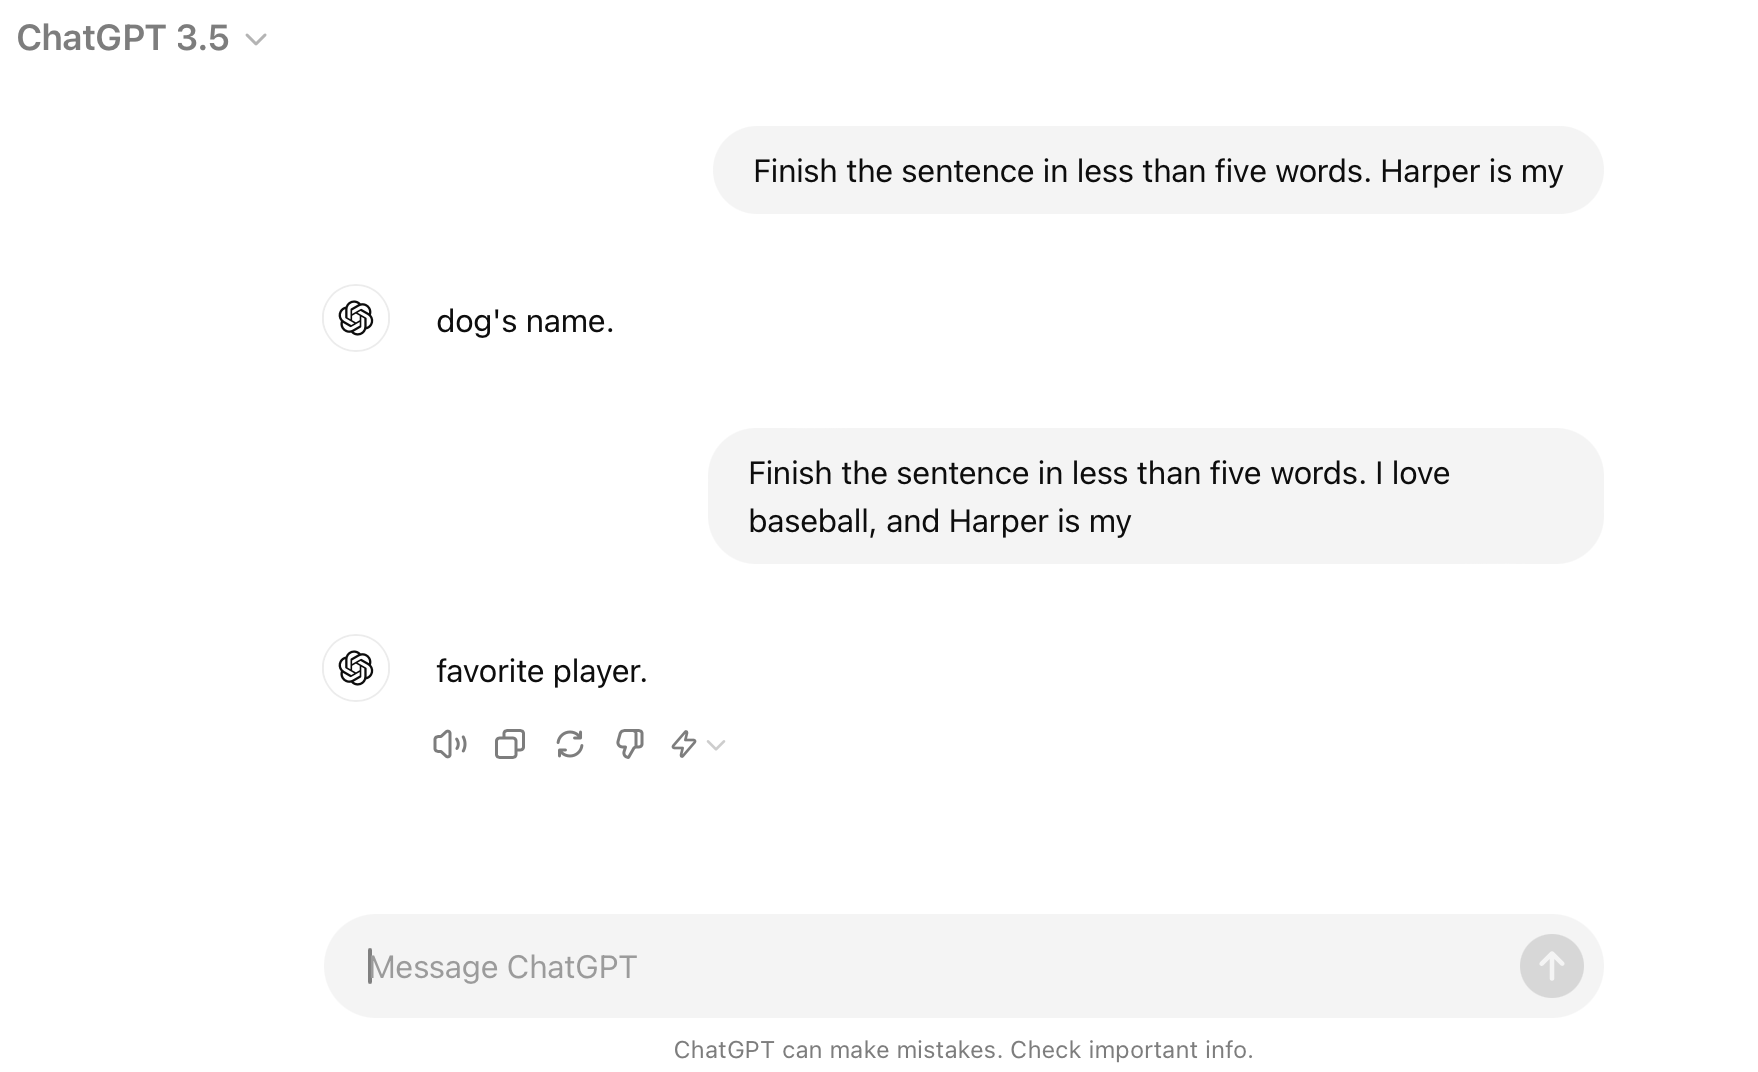 ChatGPT 3.5
Finish the sentence in less than five words. Harper is my
dog's name.
Finish the sentence in less than five words. I love
baseball, and Harper is my
favorite player.
Message ChatGPT
ChatGPT can make mistakes. Check important info.